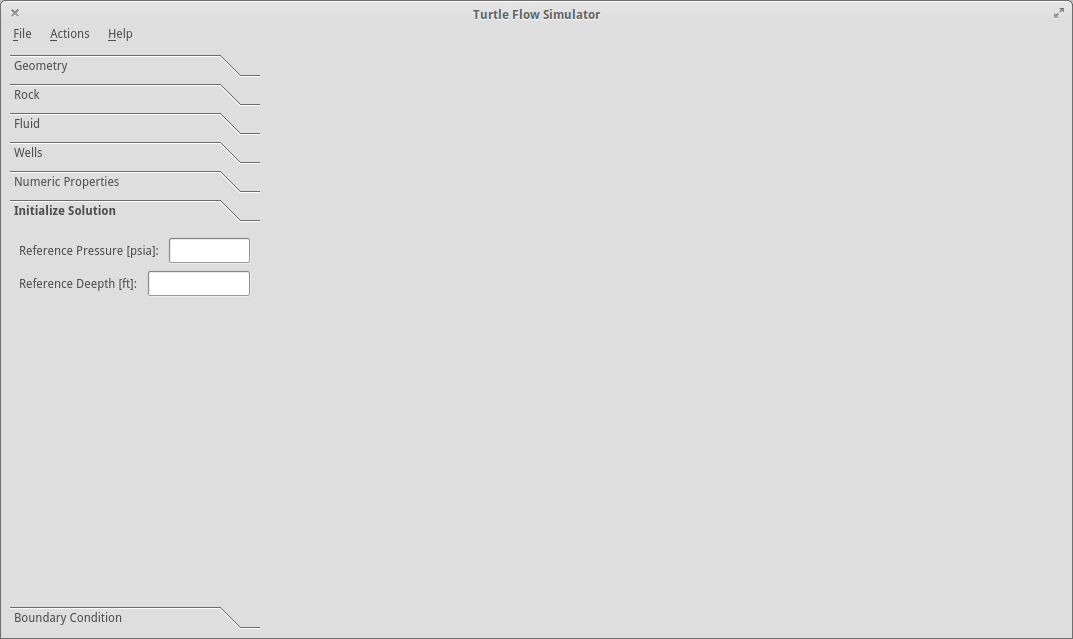 Turtle Flow Simulator
File Actions Help
Geometry
Rock
Fluid
Wells
Numeric Properties
Initialize Solution
Reference Pressure [psia]:
Reference Deepth [ft]:
Boundary Condition